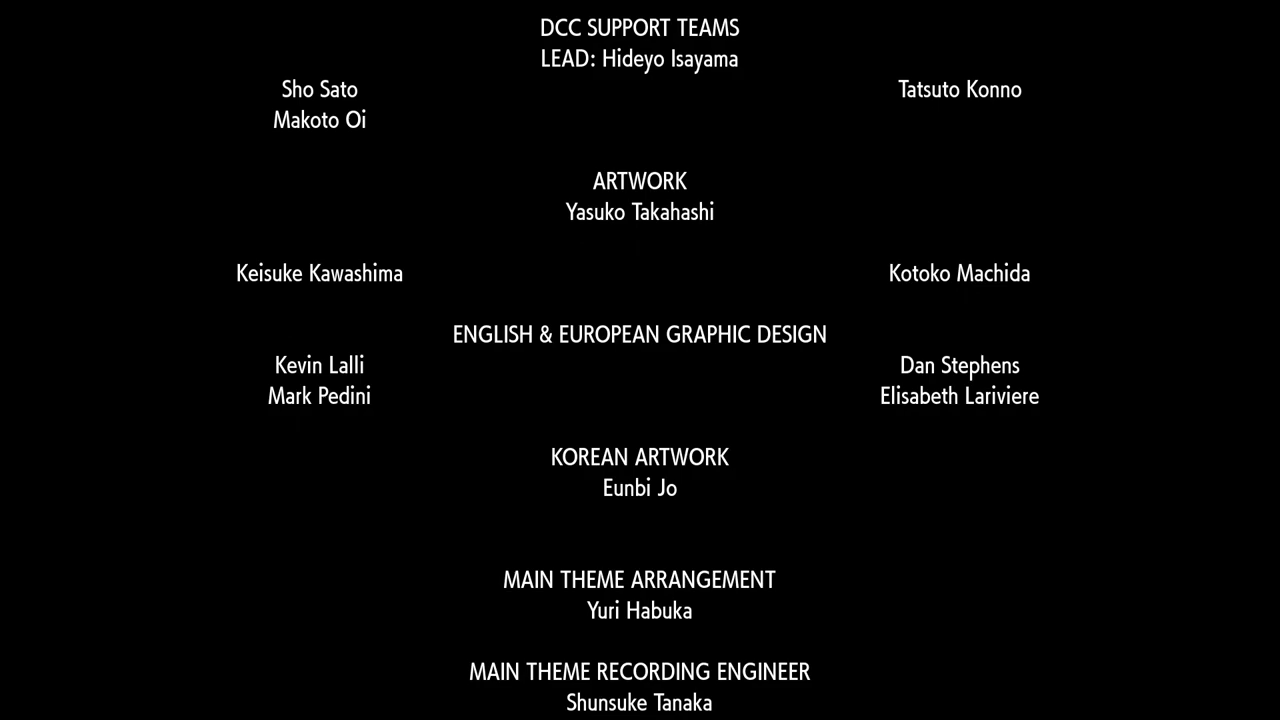 DCC SUPPORT TEAMS
LEAD: Hideyo Isayama
Sho Sato Tatsuto Konno
Makoto Oi
ARTWORK
Yasuko Takahashi
Keisuke Kawashima Kotoko Machida
ENGLISH & EUROPEAN GRAPHIC DESIGN
Kevin Lalli Dan Stephens
Mark Pedini Elisabeth Lariviere
KOREAN ARTWORK
Eunbi Jo
MAIN THEME ARRANGEMENT
Yuri Habuka
MAIN THEME RECORDING ENGINEER
Shunsuke Tanaka